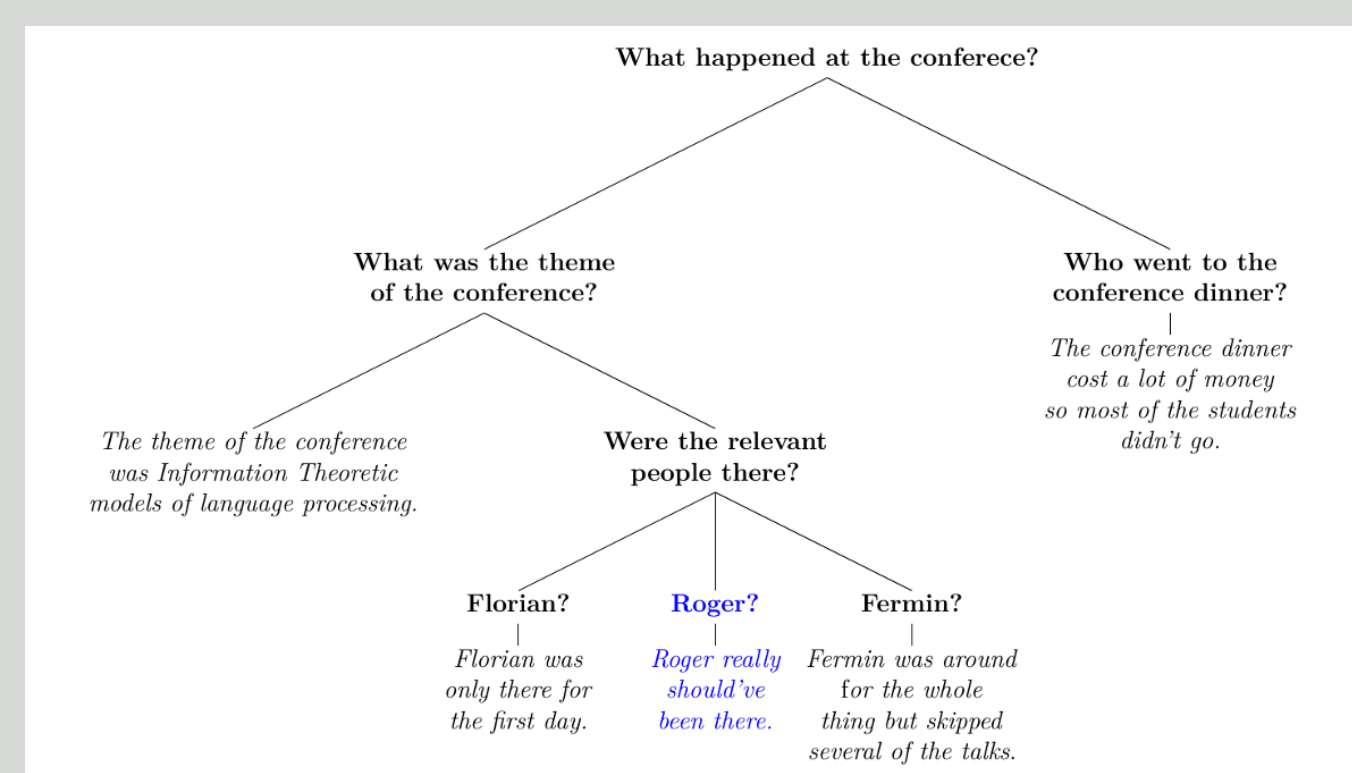 What happened at the conferece?
What was the theme
of the conference?
Who went to the
conference dinner?
The conference dinner
cost a lot of money
so most of the students
didn't go.
The theme of the conference
was Information Theoretic
models of language processing.
Were the relevant
people there?
Florian?
Roger?
Fermin?
Florian was
only there for
the first day.
Roger really
should've
been there.
Fermin was around
for the whole
thing but skipped
several of the talks.